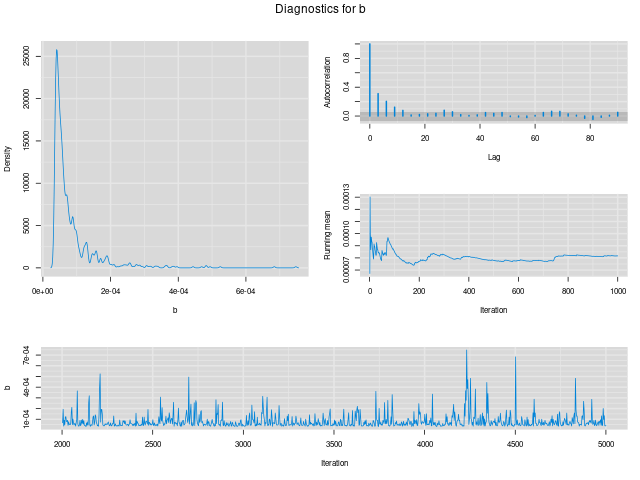 Diagnostics for b
Density
0 5000 10000 15000 20000 25000
0e+00 2e-04 4e-04 6e-04
b
Autocorrelation
0.0 0.4 0.8
0 20 40 60 80
Lag
Running mean
0.00007 0.00010 0.00013
0 200 400 600 800 1000
Iteration
b
1e-04 4e-04 7e-04
2000 2500 3000 3500 4000 4500 5000
Iteration